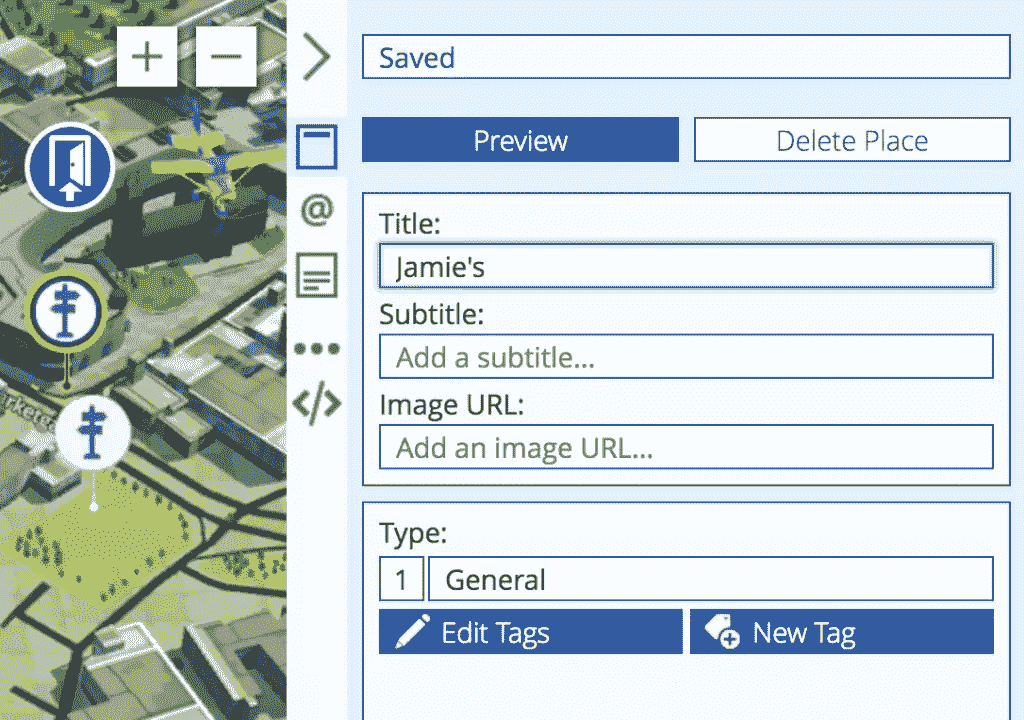 Saved
Preview
Delete Place
Title:
Jamie's
Subtitle:
Add a subtitle...
Image URL:
Add an image URL...
Type:
1 General
Edit Tags
New Tag
@